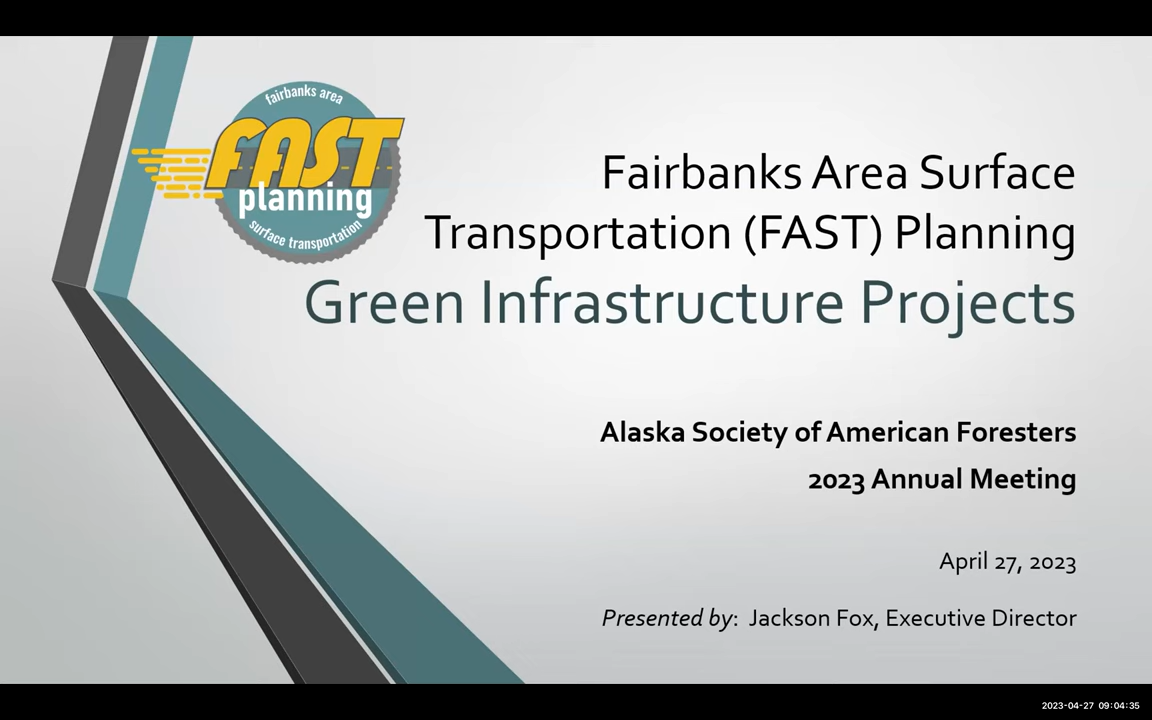 fairbanks area
FAST
planning
surface transportation
Fairbanks Area Surface
Transportation (FAST) Planning
Green Infrastructure Projects
Alaska Society of American Foresters
2023 Annual Meeting
April 27, 2023
Presented by: Jackson Fox, Executive Director
2023-04-27 09:04:35